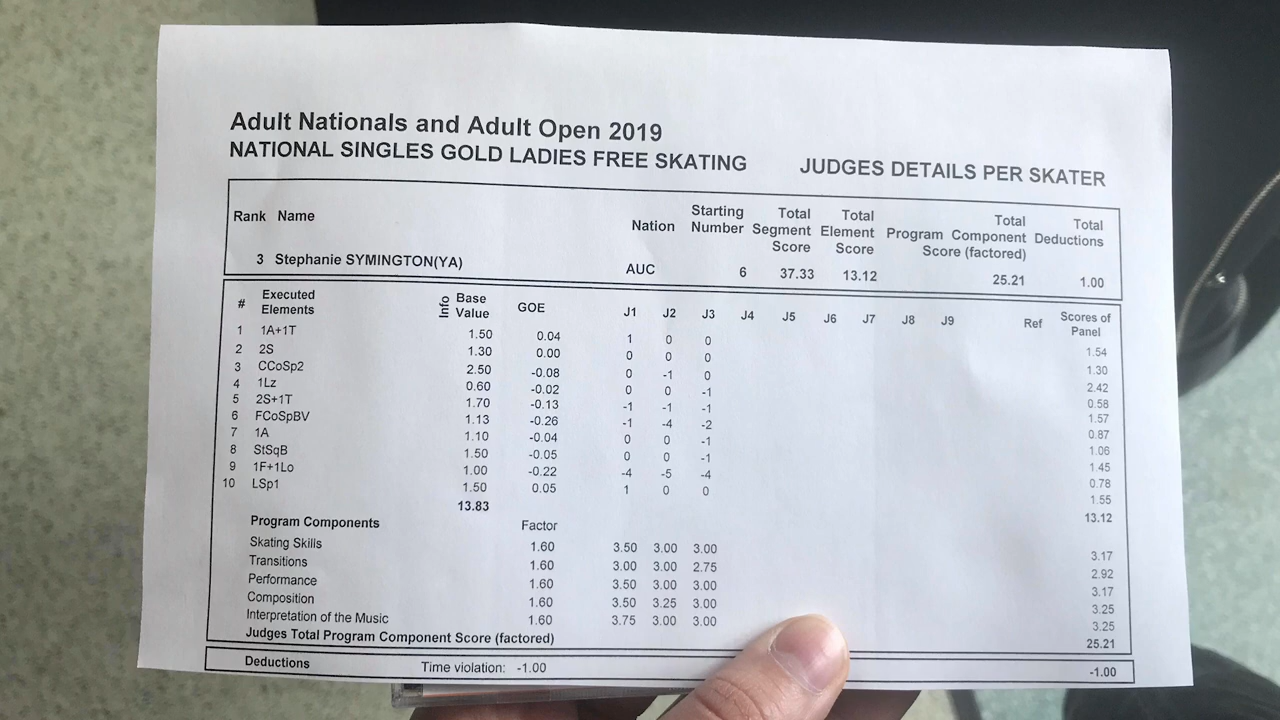 Adult Nationals and Adult Open 2019
NATIONAL SINGLES GOLD LADIES FREE SKATING JUDGES DETAILS PER SKATER
Rank Name Nation Starting Number Total Segment Score Total Element Score Total Program Component Score (factored) Total Deductions
3 Stephanie SYMINGTON(YA) AUC 6 37.33 13.12 25.21 1.00
# Executed Elements Info Base Value GOE J1 J2 J3 J4 J5 J6 J7 J8 J9 Ref Scores of Panel
1 1A+1T 1.50 0.04 1 0 0 1.54
2 2S 1.30 0.00 0 0 0 1.30
3 CCoSp2 2.50 -0.08 0 -1 0 2.42
4 1Lz 0.60 -0.02 0 0 -1 0.58
5 2S+1T 1.70 -0.13 -1 -1 -1 1.57
6 FCoSpBV 1.13 -0.26 -1 -4 -2 0.87
7 1A 1.10 -0.04 0 0 -1 1.06
8 StSqB 1.50 -0.05 0 0 -1 1.45
9 1F+1Lo 1.00 -0.22 -4 -5 -4 0.78
10 LSp1 1.50 0.05 1 0 0 1.55
13.83 13.12
Program Components Factor
Skating Skills 1.60 3.50 3.00 3.00 3.17
Transitions 1.60 3.00 3.00 2.75 2.92
Performance 1.60 3.50 3.00 3.00 3.17
Composition 1.60 3.50 3.25 3.00 3.25
Interpretation of the Music 1.60 3.75 3.00 3.00 3.25
Judges Total Program Component Score (factored) 25.21
Deductions Time violation: -1.00 -1.00